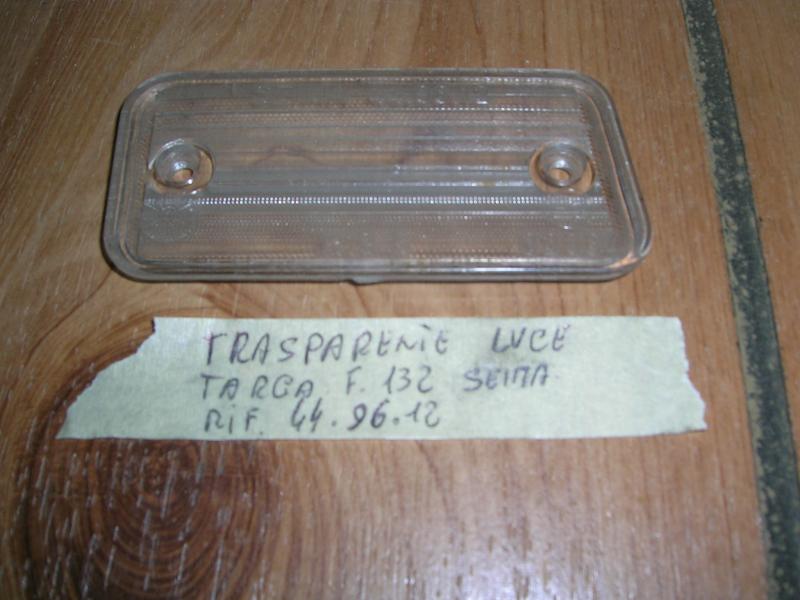 TRASPARENTE LUCE
TARGA F. 132 SEIMA
RIF. 44.96.12